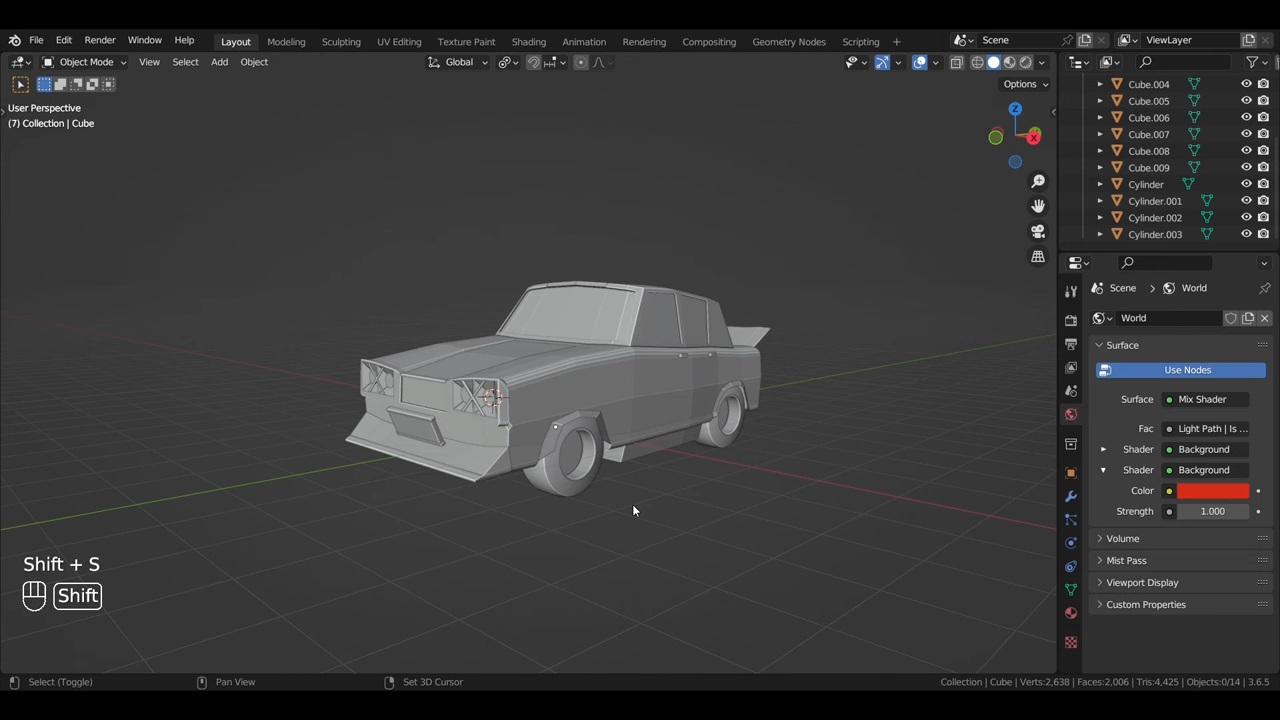 File Edit Render Window Help Layout Modeling Sculpting UV Editing Texture Paint Shading Animation Rendering Compositing Geometry Nodes Scripting + Scene ViewLayer
Object Mode View Select Add Object Global
Options
User Perspective
(7) Collection | Cube
Z
X
Cube.004
Cube.005
Cube.006
Cube.007
Cube.008
Cube.009
Cylinder
Cylinder.001
Cylinder.002
Cylinder.003
Scene > World
World
Surface
Use Nodes
Surface Mix Shader
Fac Light Path | Is ...
Shader Background
Shader Background
Color
Strength 1.000
Volume
Mist Pass
Viewport Display
Custom Properties
Shift + S
Shift
Select (Toggle) Pan View Set 3D Cursor Collection | Cube | Verts:2,638 | Faces:2,006 | Tris:4,425 | Objects:0/14 | 3.6.5